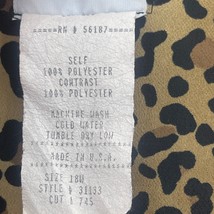 =====RN # 56187=====
SELF
100% POLYESTER
CONTRAST
100% POLYESTER
MACHINE WASH
COLD WATER
TUMBLE DRY LOW
MADE IN U.S.A.
SIZE 18W
STYLE # 31133
CUT # 745